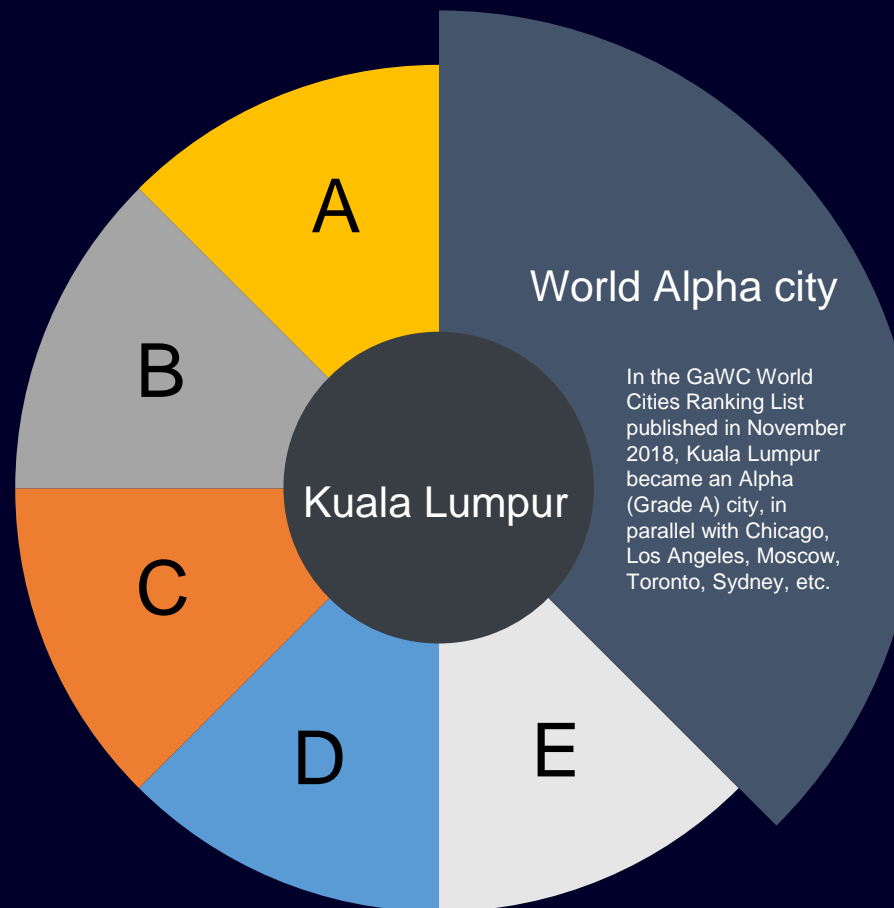 A
World Alpha city
B
In the GaWC World
Cities Ranking List
published in November
2018, Kuala Lumpur
became an Alpha
(Grade A) city, in
parallel with Chicago,
Los Angeles, Moscow,
Toronto, Sydney, etc.
Kuala Lumpur
C
D
E